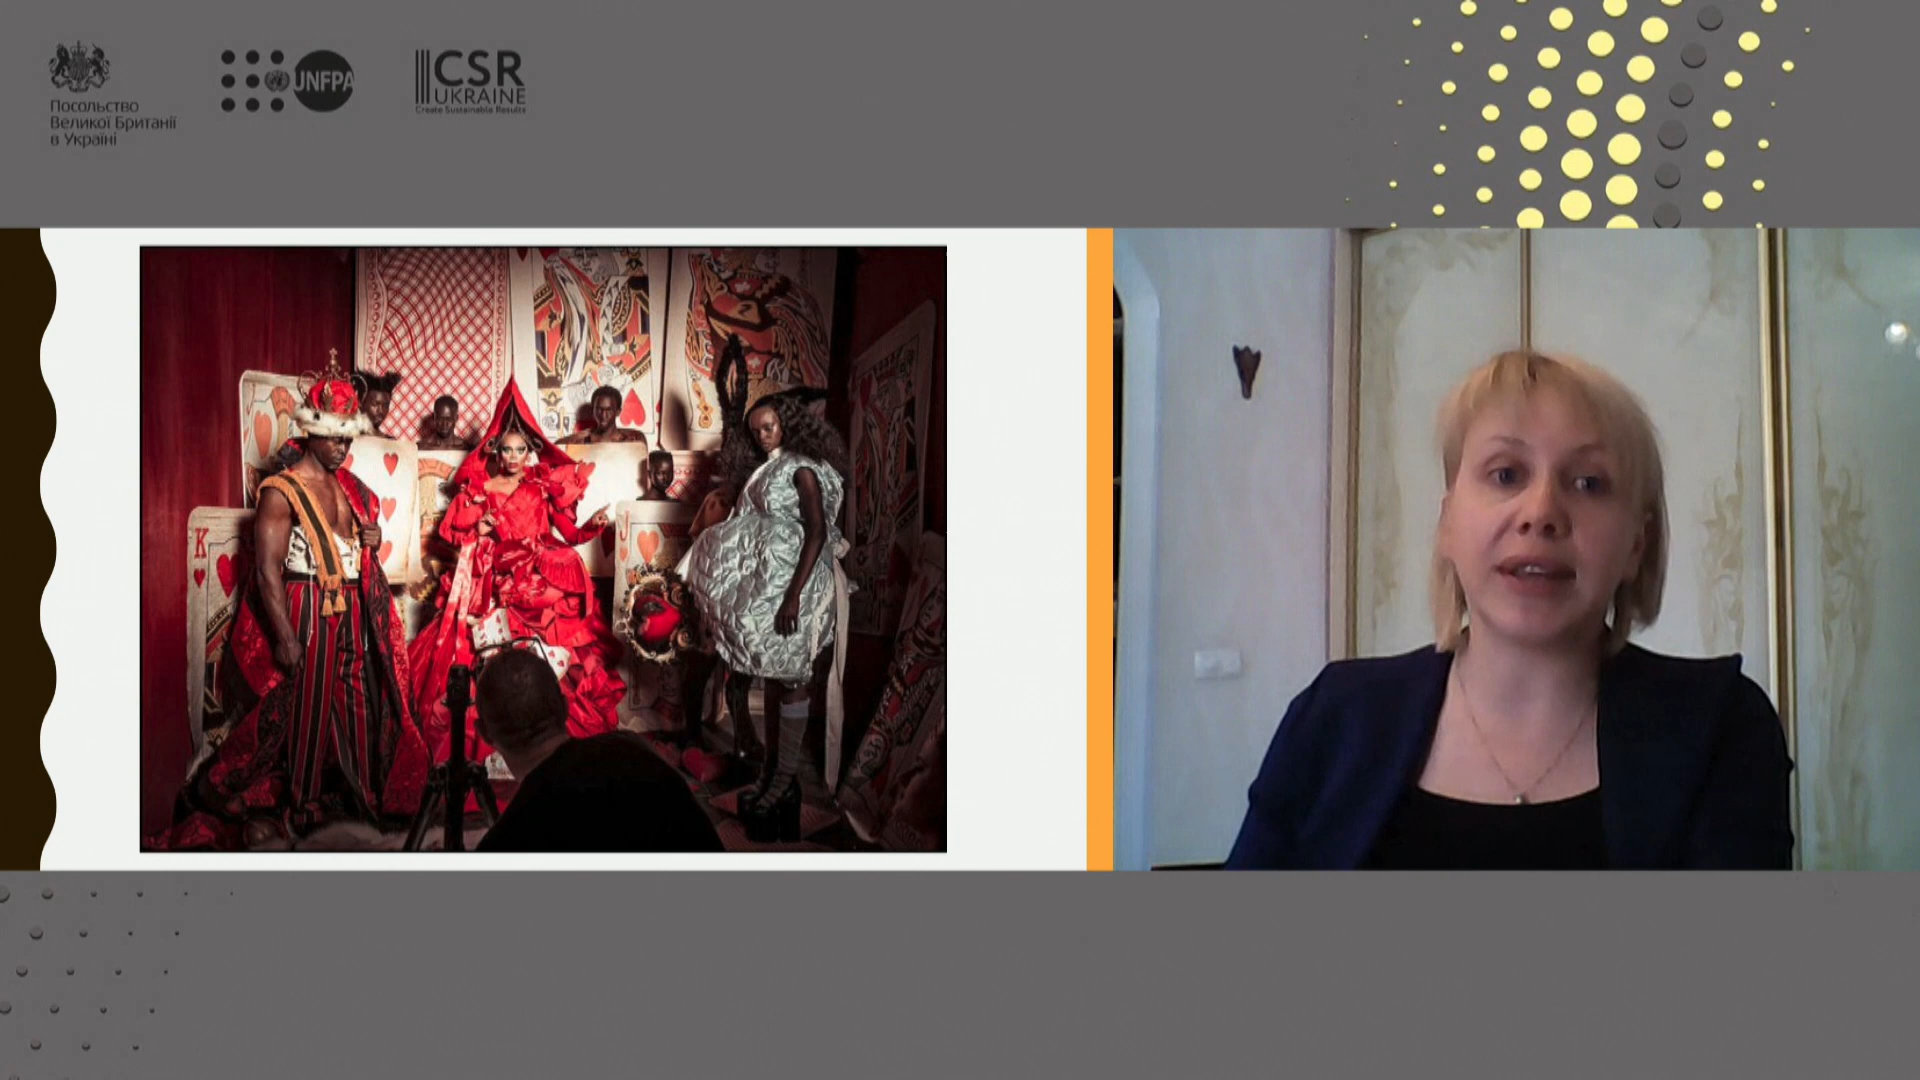 Посольство
Великої Британії
в Україні
UNFPA
CSR
UKRAINE
Create Sustainable Results
K
J